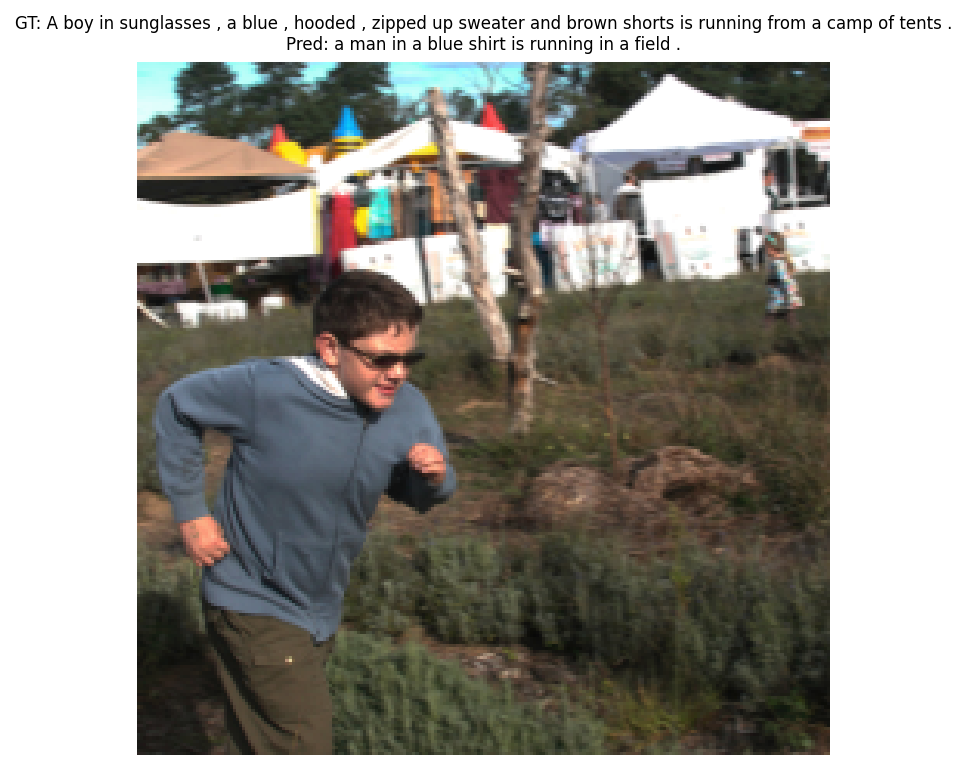 GT: A boy in sunglasses , a blue , hooded , zipped up sweater and brown shorts is running from a camp of tents .
Pred: a man in a blue shirt is running in a field .